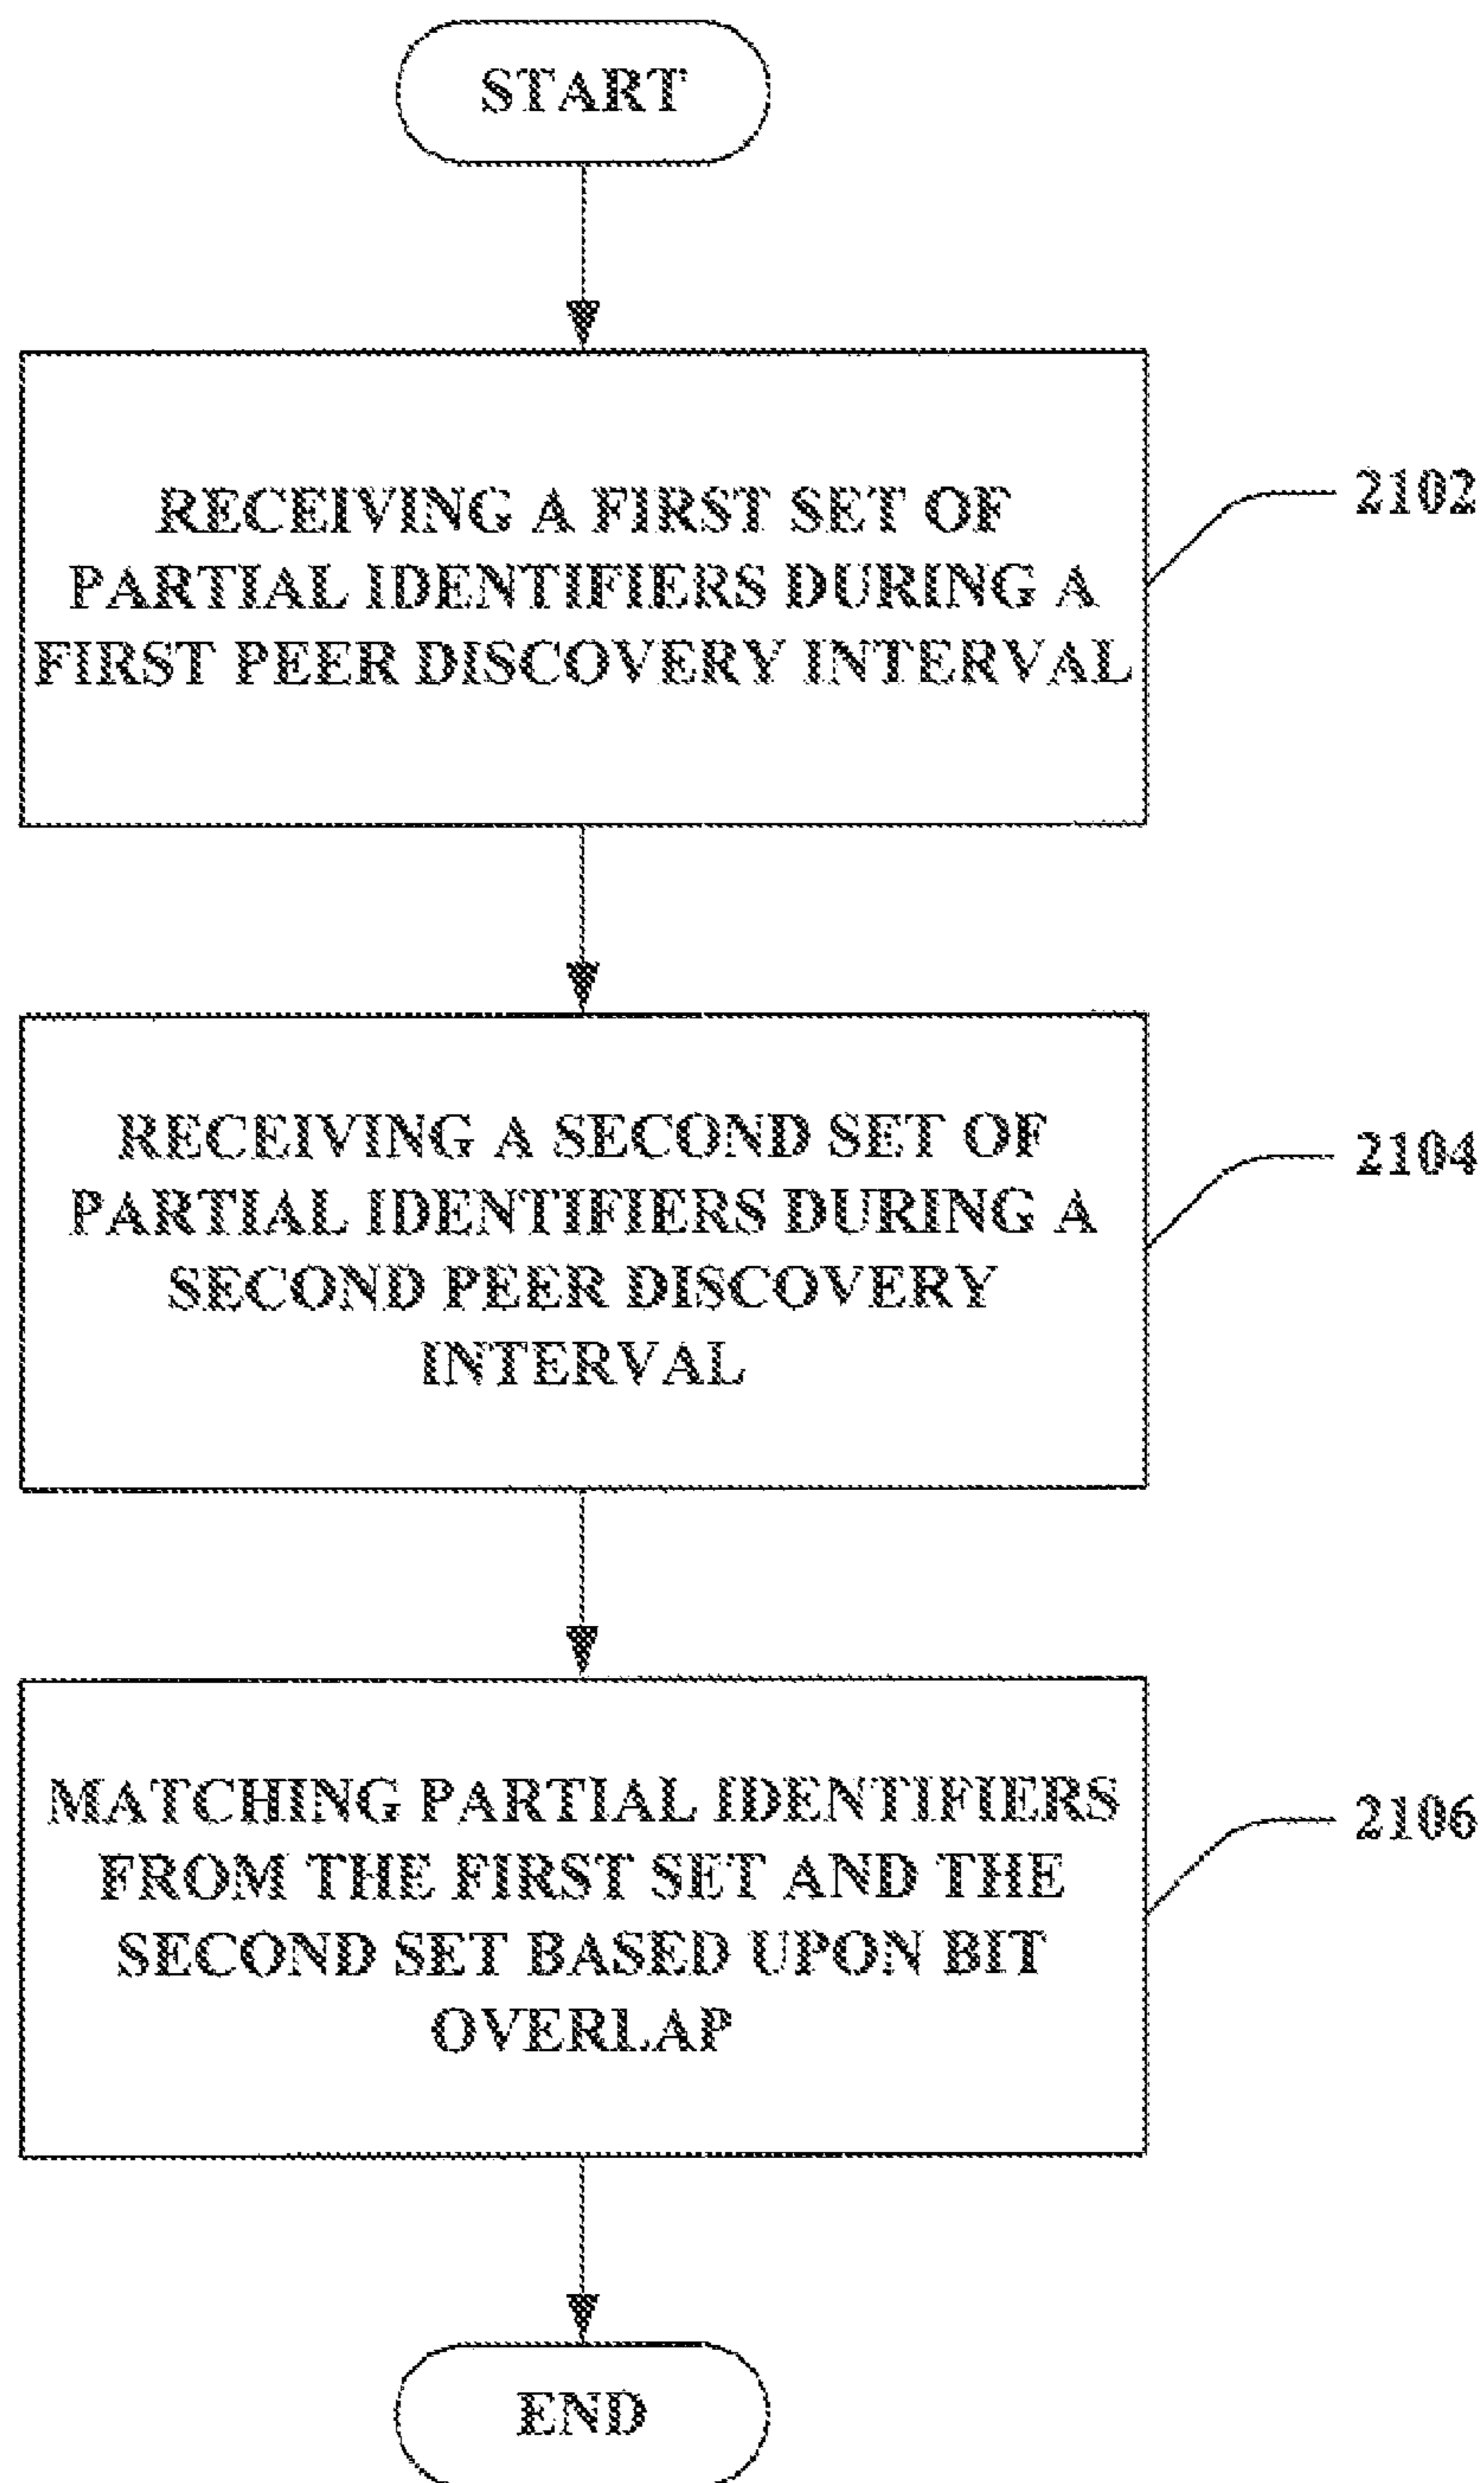 START
RECEIVING A FIRST SET OF
PARTIAL IDENTIFIERS DURING A
FIRST PEER DISCOVERY INTERVAL
2102
RECEIVING A SECOND SET OF
PARTIAL IDENTIFIERS DURING A
SECOND PEER DISCOVERY
INTERVAL
2104
MATCHING PARTIAL IDENTIFIERS
FROM THE FIRST SET AND THE
SECOND SET BASED UPON BIT
OVERLAP
2106
END